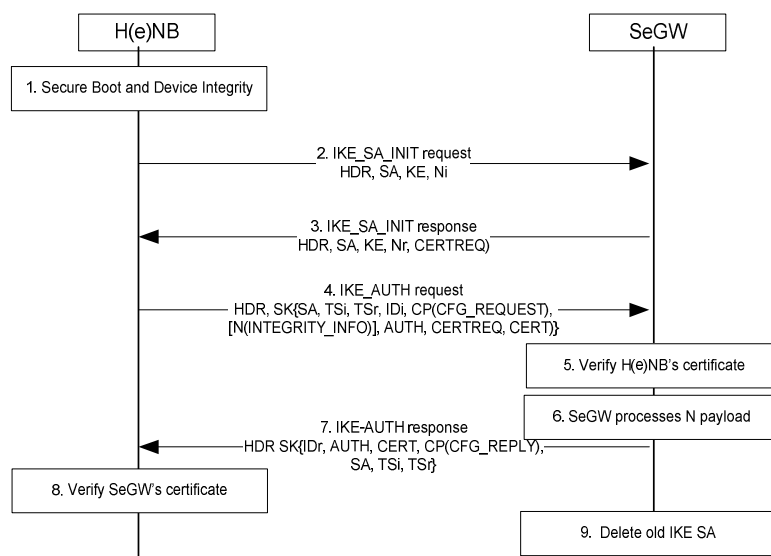 H(e)NB
SeGW
1. Secure Boot and Device Integrity
2. IKE_SA_INIT request
HDR, SA, KE, Ni
3. IKE_SA_INIT response
HDR, SA, KE, Nr, CERTREQ)
4. IKE_AUTH request
HDR, SK{SA, TSi, TSr, IDi, CP(CFG_REQUEST),
[N(INTEGRITY_INFO)], AUTH, CERTREQ, CERT)}
5. Verify H(e)NB's certificate
6. SeGW processes N payload
7. IKE-AUTH response
HDR SK{IDr, AUTH, CERT, CP(CFG_REPLY),
SA, TSi, TSr}
8. Verify SeGW's certificate
9. Delete old IKE SA